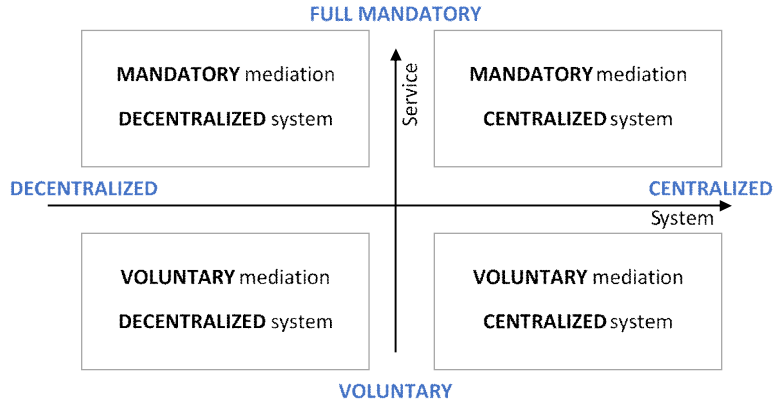 FULL MANDATORY
MANDATORY mediation
DECENTRALIZED system
Service
MANDATORY mediation
CENTRALIZED system
DECENTRALIZED
CENTRALIZED
System
VOLUNTARY mediation
DECENTRALIZED system
VOLUNTARY mediation
CENTRALIZED system
VOLUNTARY